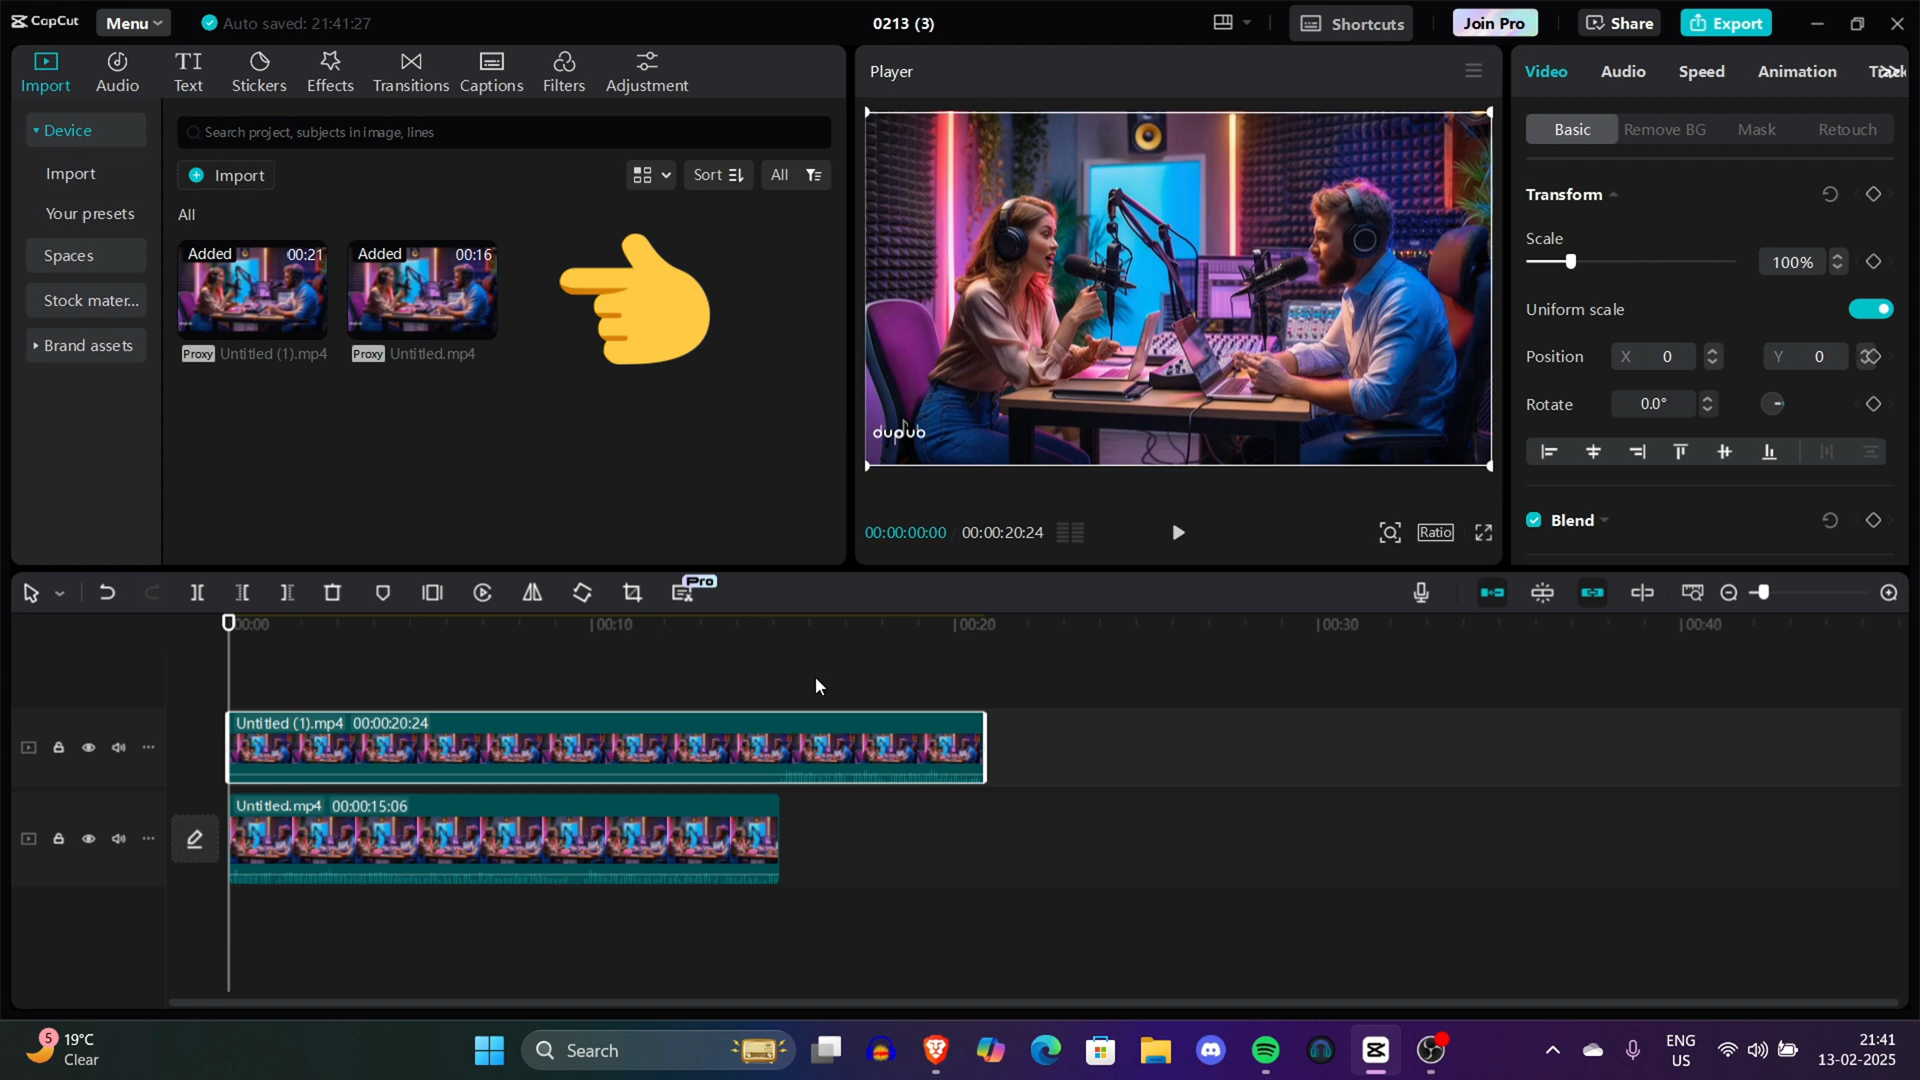 CapCut
Menu
Auto saved: 21:41:27
0213 (3)
Shortcuts
Join Pro
Share
Export
Import
Audio
TI
Text
Stickers
Effects
Transitions
Captions
Filters
Adjustment
Device
Import
Your presets
Spaces
Stock mater...
Brand assets
Search project, subjects in image, lines
Import
Sort
All
All
Added 00:21
Added 00:16
Proxy Untitled (1).mp4
Proxy Untitled.mp4
Player
dupub
00:00:00:00 / 00:00:20:24
Ratio
Video
Audio
Speed
Animation
Basic
Remove BG
Mask
Retouch
Transform
Scale
100%
Uniform scale
Position X 0 Y 0
Rotate 0.0°
Blend
Pro
00:00
00:10
00:20
00:30
00:40
Untitled (1).mp4 00:00:20:24
Untitled.mp4 00:00:15:06
5
19°C
Clear
Search
ENG
US
21:41
13-02-2025